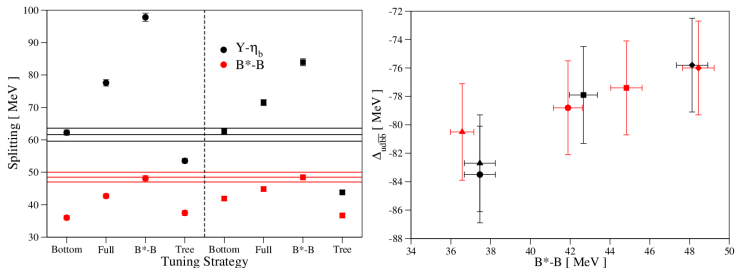 100
90
80
70
60
50
40
30
Splitting [ MeV ]
Υ-η_b
B*-B
Bottom Full B*-B Tree Bottom Full B*-B Tree
Tuning Strategy
-72
-74
-76
-78
-80
-82
-84
-86
-88
Δ_udb̅b̅ [ MeV ]
34 36 38 40 42 44 46 48 50
B*-B [ MeV ]